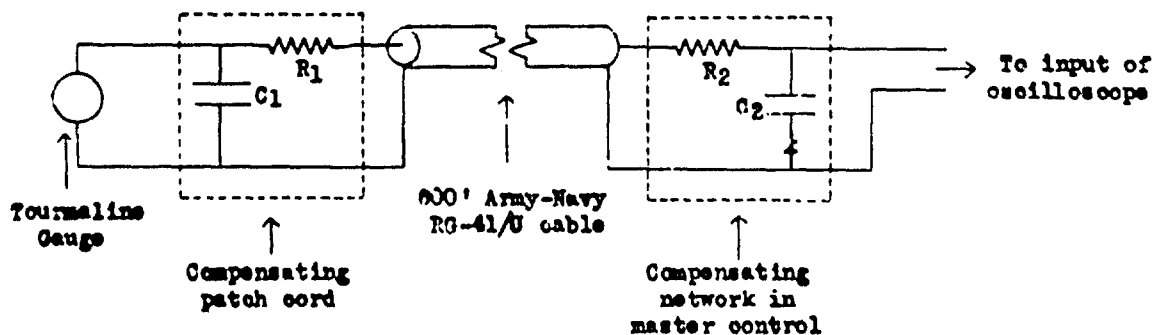 R1
C1
R2
C2
To input of
oscilloscope
Tourmaline
Gauge
800' Army-Navy
RG-41/U cable
Compensating
patch cord
Compensating
network in
master control